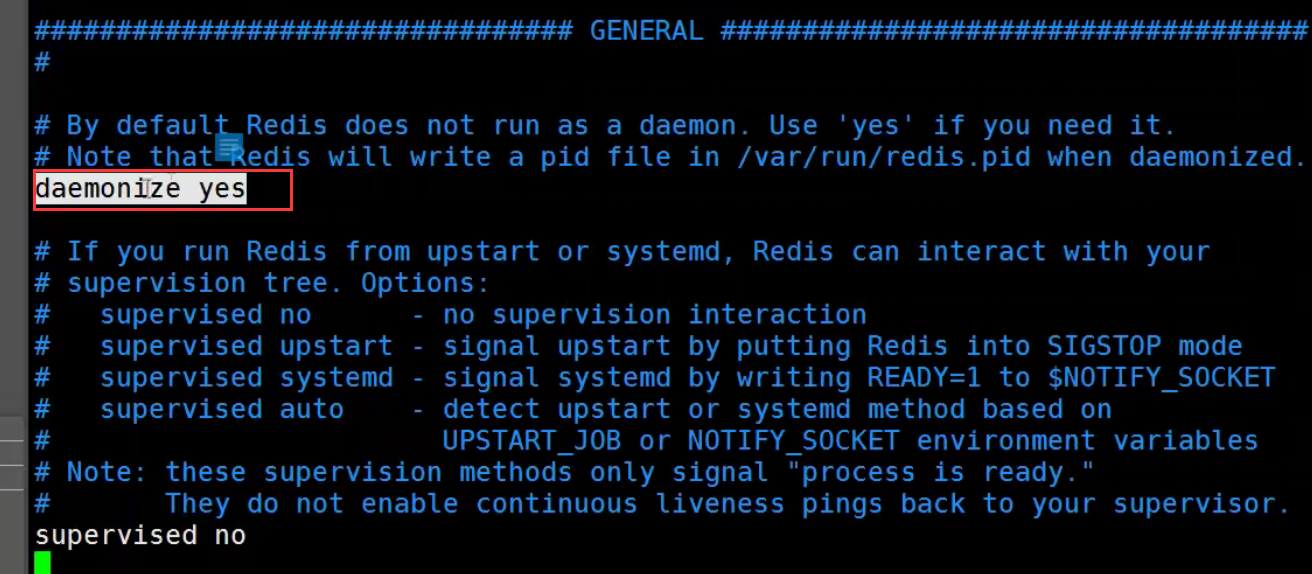 ################################# GENERAL ####################################
#
# By default Redis does not run as a daemon. Use 'yes' if you need it.
# Note that Redis will write a pid file in /var/run/redis.pid when daemonized.
daemonize yes
# If you run Redis from upstart or systemd, Redis can interact with your
# supervision tree. Options:
#   supervised no      - no supervision interaction
#   supervised upstart - signal upstart by putting Redis into SIGSTOP mode
#   supervised systemd - signal systemd by writing READY=1 to $NOTIFY_SOCKET
#   supervised auto    - detect upstart or systemd method based on
#                        UPSTART_JOB or NOTIFY_SOCKET environment variables
# Note: these supervision methods only signal "process is ready."
#       They do not enable continuous liveness pings back to your supervisor.
supervised no